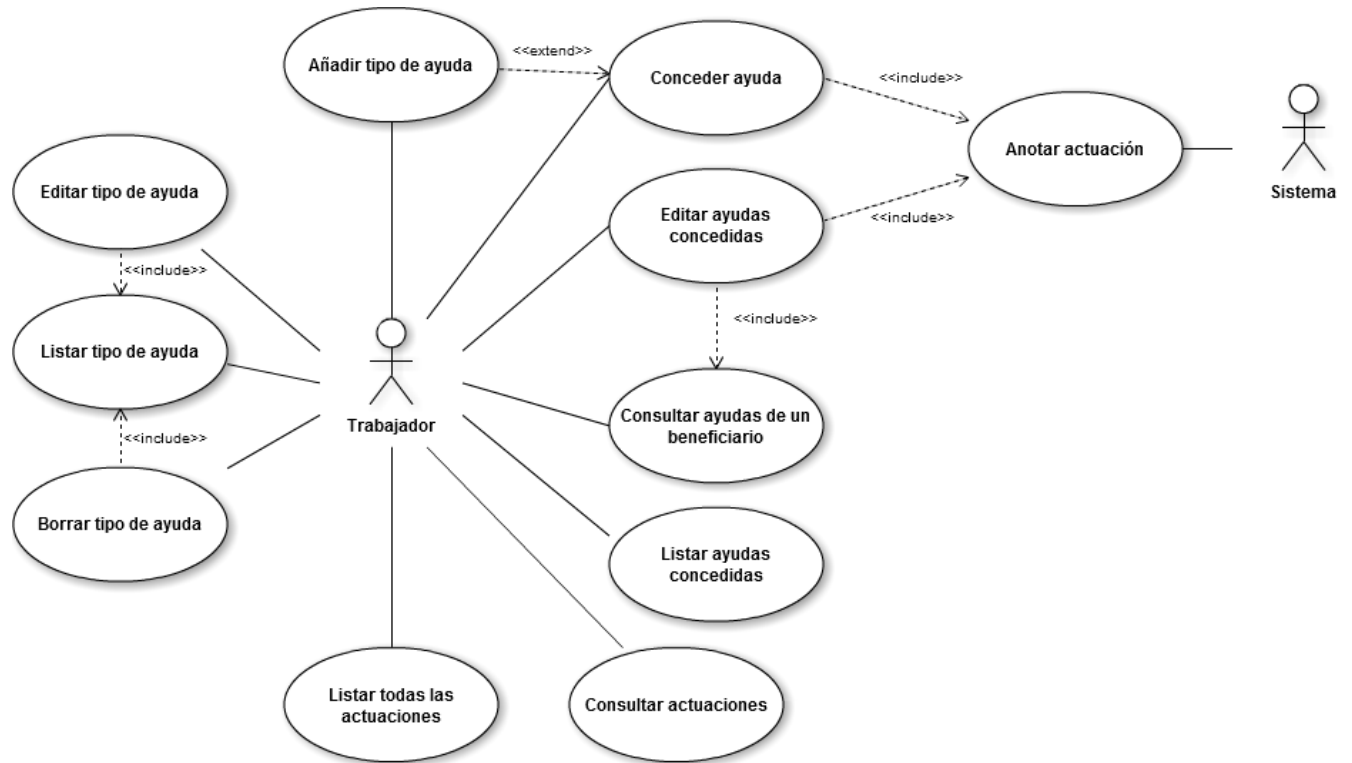 Añadir tipo de ayuda
<<extend>>
Conceder ayuda
<<include>>
Anotar actuación
Sistema
Editar tipo de ayuda
Editar ayudas
concedidas
<<include>>
<<include>>
<<include>>
Listar tipo de ayuda
Trabajador
Consultar ayudas de un
beneficiario
<<include>>
Borrar tipo de ayuda
Listar ayudas
concedidas
Listar todas las
actuaciones
Consultar actuaciones